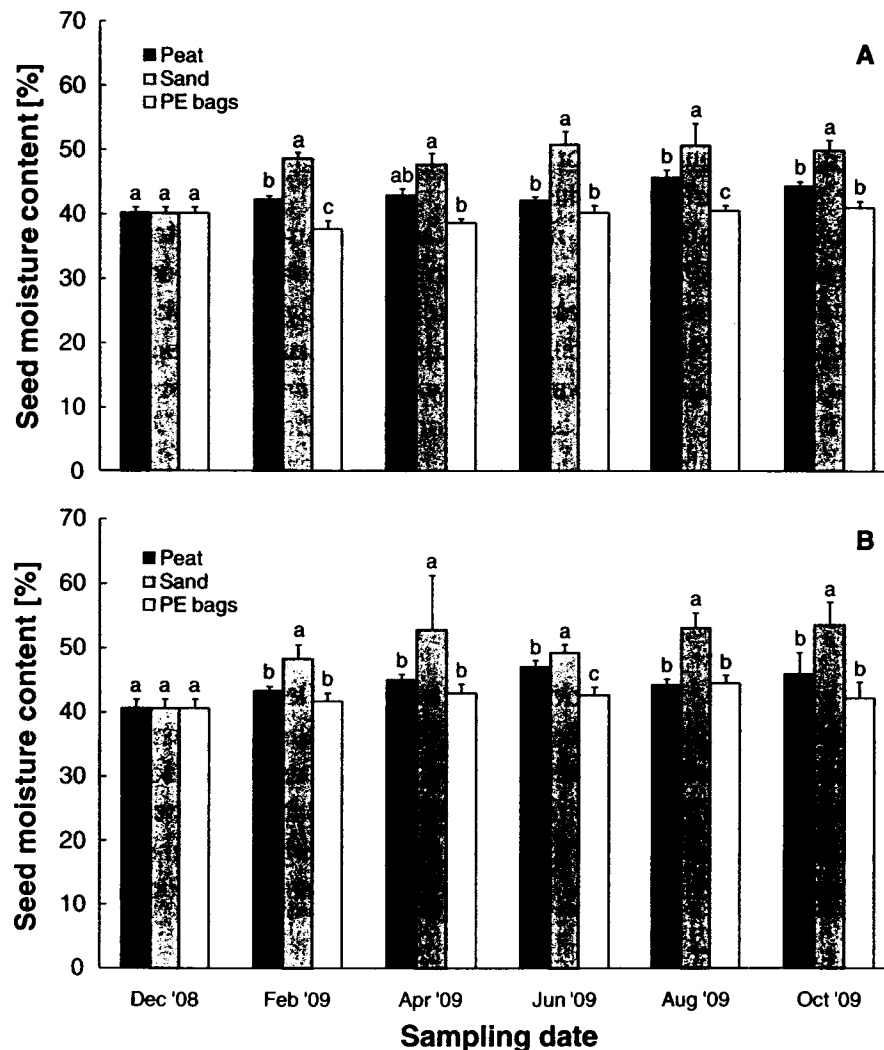 70
60
50
40
30
20
10
0
Seed moisture content [%]
Peat
Sand
PE bags
A
a a a
b a c
ab a b
b a b
b a c
b a b
70
60
50
40
30
20
10
0
Seed moisture content [%]
Peat
Sand
PE bags
B
a a a
b a b
b a b
b a c
b a b
b a b
Dec '08 Feb '09 Apr '09 Jun '09 Aug '09 Oct '09
Sampling date